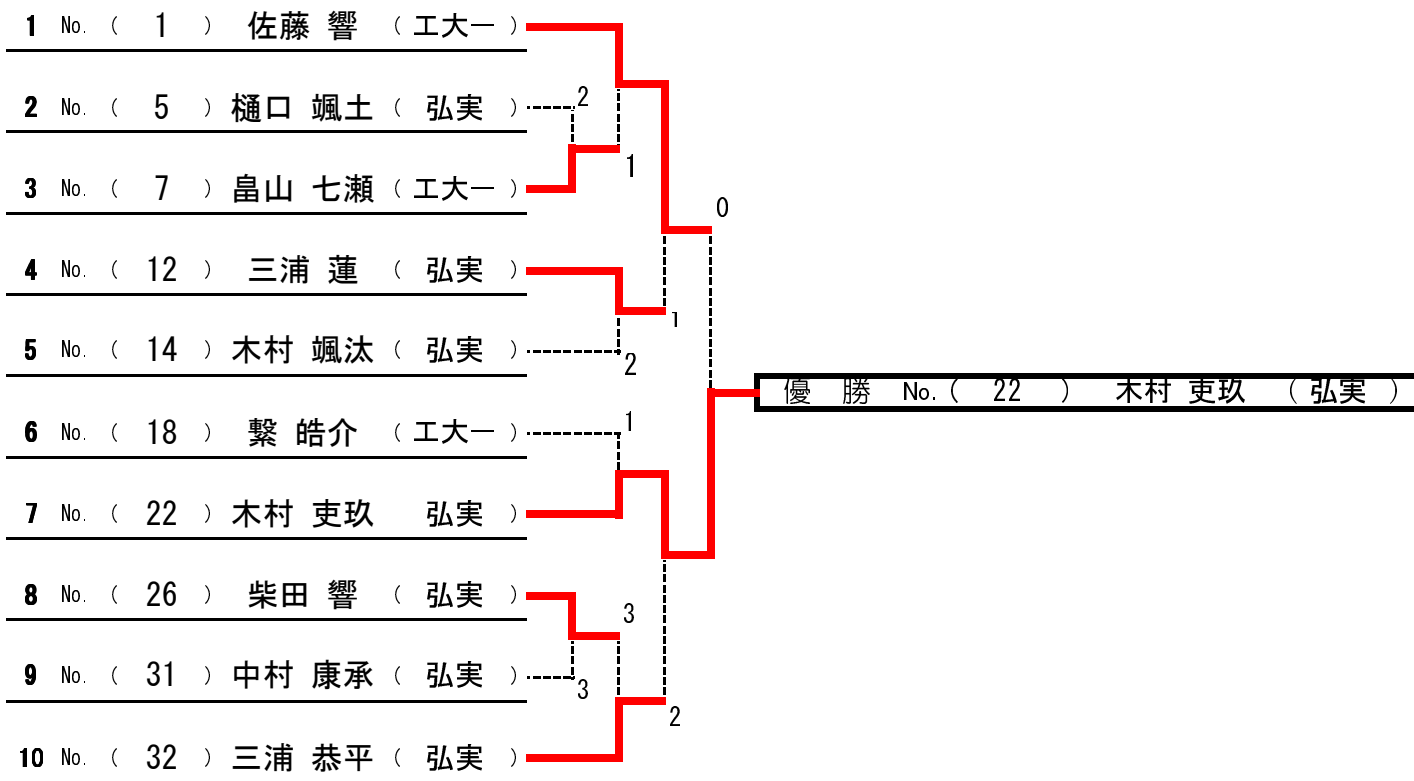 1 No. ( 1 ) 佐藤 響 ( 工大一 )
2 No. ( 5 ) 樋口 颯土 ( 弘実 )
2
3 No. ( 7 ) 畠山 七瀬 ( 工大一 )
1
0
4 No. ( 12 ) 三浦 蓮 ( 弘実 )
1
5 No. ( 14 ) 木村 颯汰 ( 弘実 )
2
優 勝 No. ( 22 ) 木村 吏玖 ( 弘実 )
6 No. ( 18 ) 繋 皓介 ( 工大一 )
1
7 No. ( 22 ) 木村 吏玖 弘実 )
8 No. ( 26 ) 柴田 響 ( 弘実 )
3
9 No. ( 31 ) 中村 康承 ( 弘実 )
3
2
10 No. ( 32 ) 三浦 恭平 ( 弘実 )